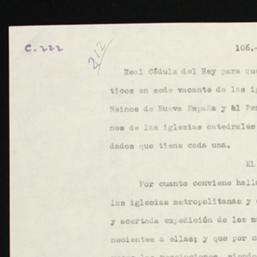 C. 222
212
106.-
Real Cédula del Rey para que
ticos en sede vacante de las ig
Reinos de Nueva España y al Per
nes de las iglesias catedrales
dados que tiene cada una.
El
Por cuanto conviene hall
las iglesias metropolitanas y
y acertada expedición de los
necientes a ellas; y que por